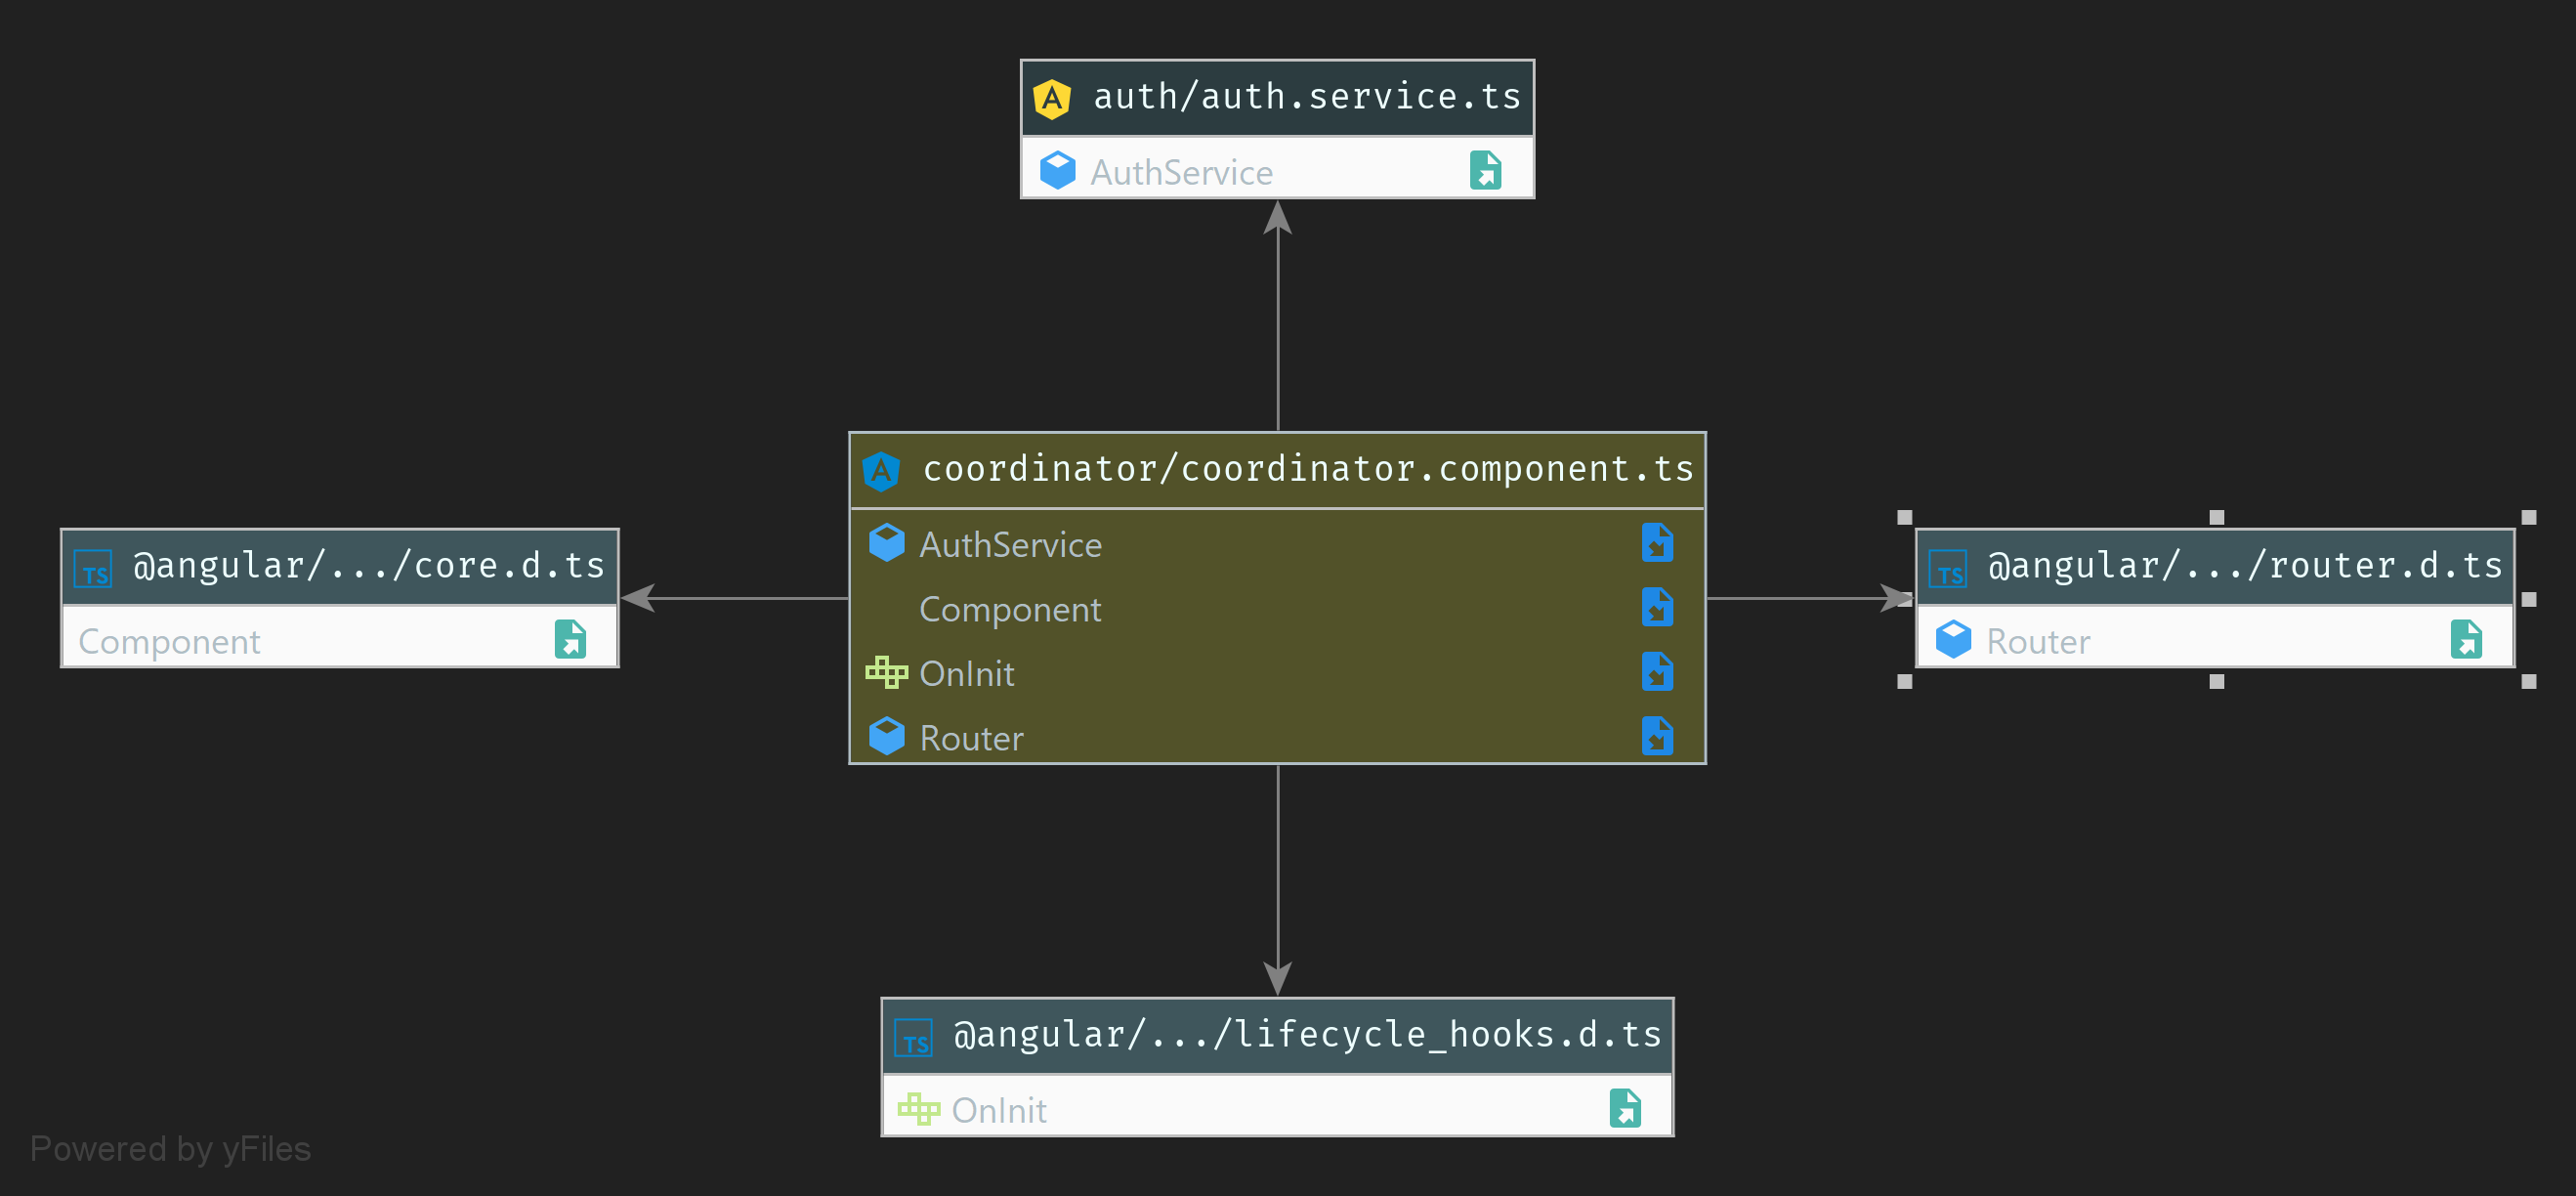 auth/auth.service.ts
AuthService
coordinator/coordinator.component.ts
AuthService
Component
OnInit
Router
@angular/.../core.d.ts
Component
@angular/.../router.d.ts
Router
@angular/.../lifecycle_hooks.d.ts
OnInit
Powered by yFiles